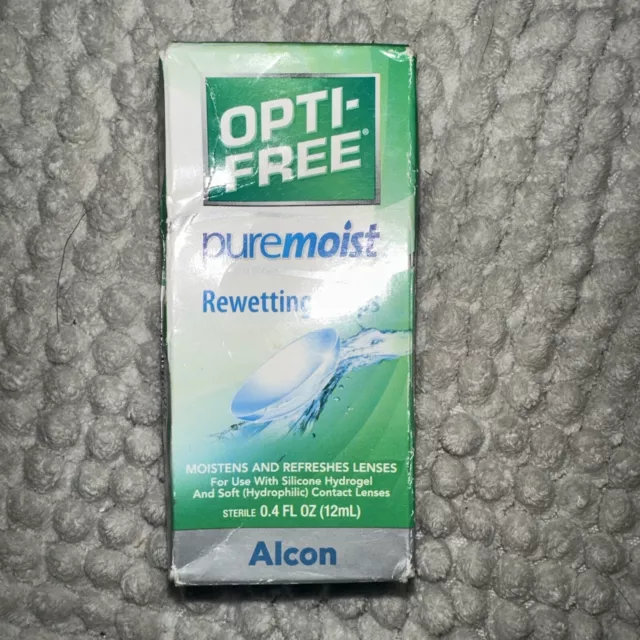 OPTI-
FREE®
puremoist
Rewetting
MOISTENS AND REFRESHES LENSES
For Use With Silicone Hydrogel
And Soft (Hydrophilic) Contact Lenses
STERILE 0.4 FL OZ (12mL)
Alcon